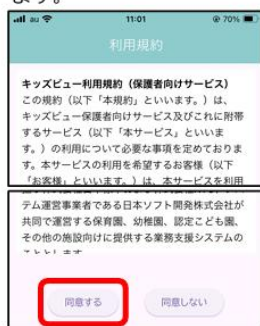 ます。
au
11:01
70%
利用規約
キッズビュー利用規約（保護者向けサービス）
この規約（以下「本規約」といいます。）は、
キッズビュー保護者向けサービス及びこれに附帯
するサービス（以下「本サービス」といいま
す。）の利用について必要な事項を定めておりま
す。本サービスの利用を希望するお客様（以下
「お客様」といいます。）は、本サービスを利用
テム運営事業者である日本ソフト開発株式会社が
共同で運営する保育園、幼稚園、認定こども園、
その他の施設向けに提供する業務支援システムの
こととします
同意する
同意しない